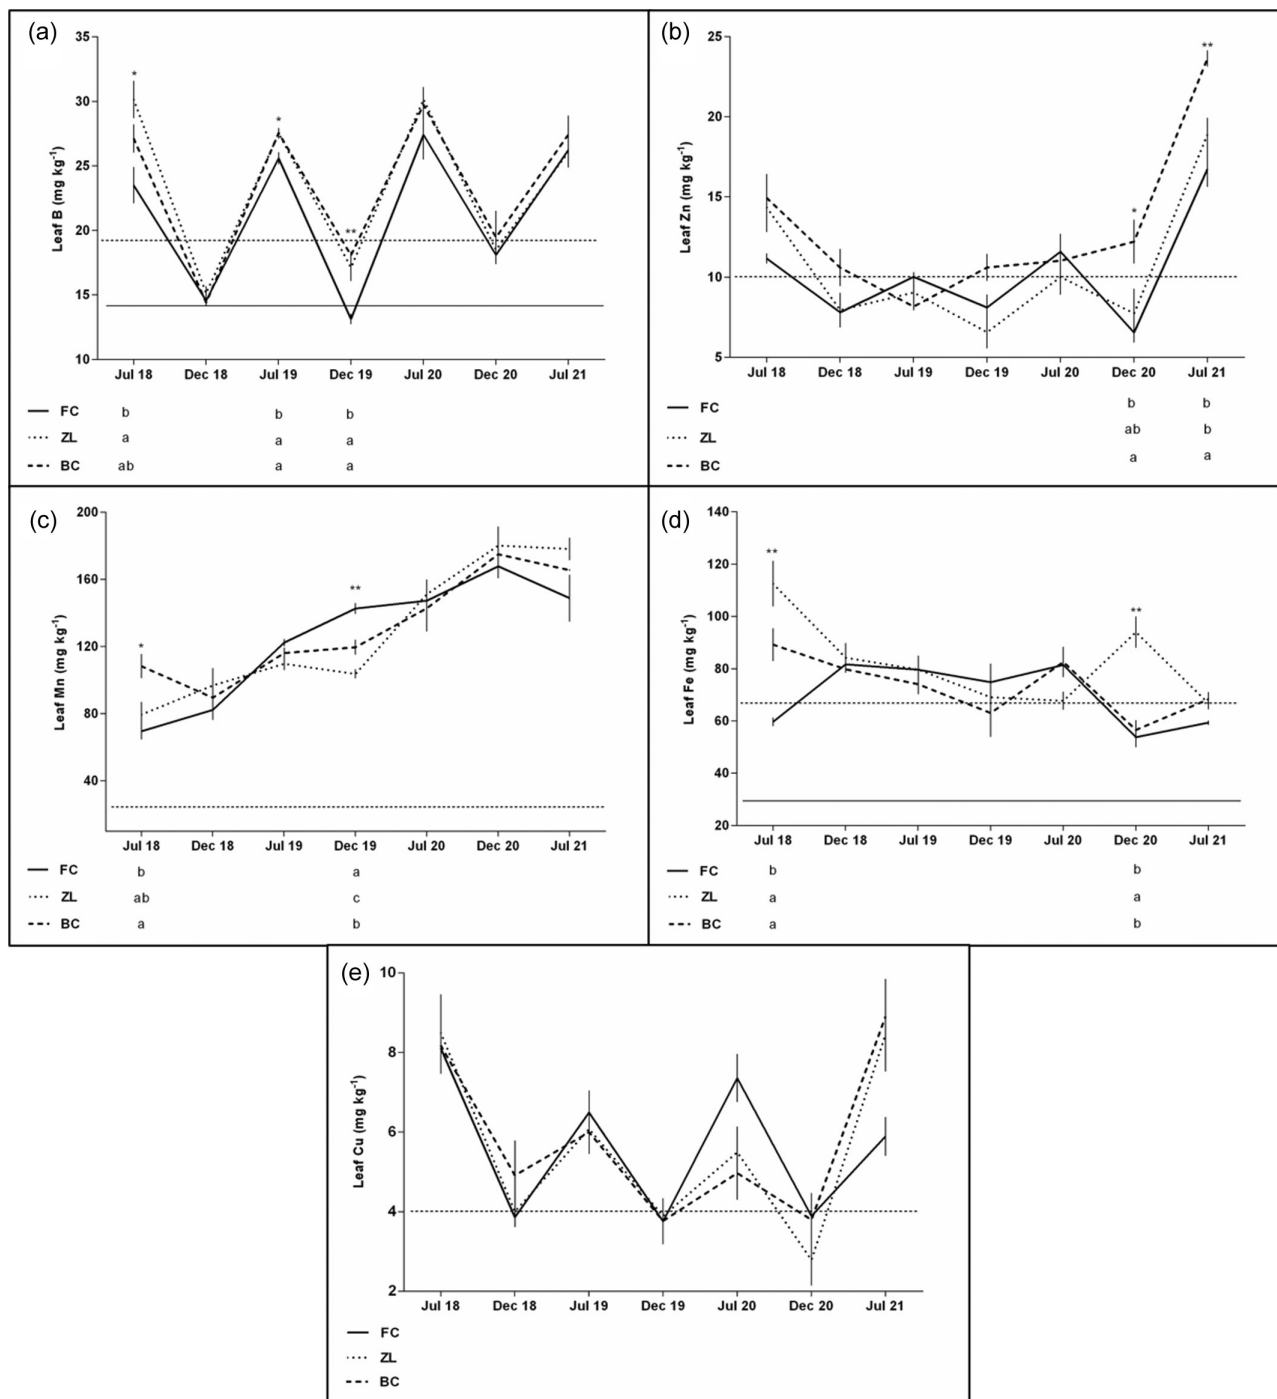 (a)
35
30
25
20
15
10
Leaf B (mg kg⁻¹)
*
*
**
Jul 18 Dec 18 Jul 19 Dec 19 Jul 20 Dec 20 Jul 21
FC b b b
ZL a a a
BC ab a a
(b)
25
20
15
10
5
Leaf Zn (mg kg⁻¹)
*
**
Jul 18 Dec 18 Jul 19 Dec 19 Jul 20 Dec 20 Jul 21
FC b b
ZL ab b
BC a a
(c)
200
160
120
80
40
Leaf Mn (mg kg⁻¹)
*
**
Jul 18 Dec 18 Jul 19 Dec 19 Jul 20 Dec 20 Jul 21
FC b a
ZL ab c
BC a b
(d)
140
120
100
80
60
40
20
Leaf Fe (mg kg⁻¹)
**
**
Jul 18 Dec 18 Jul 19 Dec 19 Jul 20 Dec 20 Jul 21
FC b b
ZL a a
BC a b
(e)
10
8
6
4
2
Leaf Cu (mg kg⁻¹)
Jul 18 Dec 18 Jul 19 Dec 19 Jul 20 Dec 20 Jul 21
FC
ZL
BC